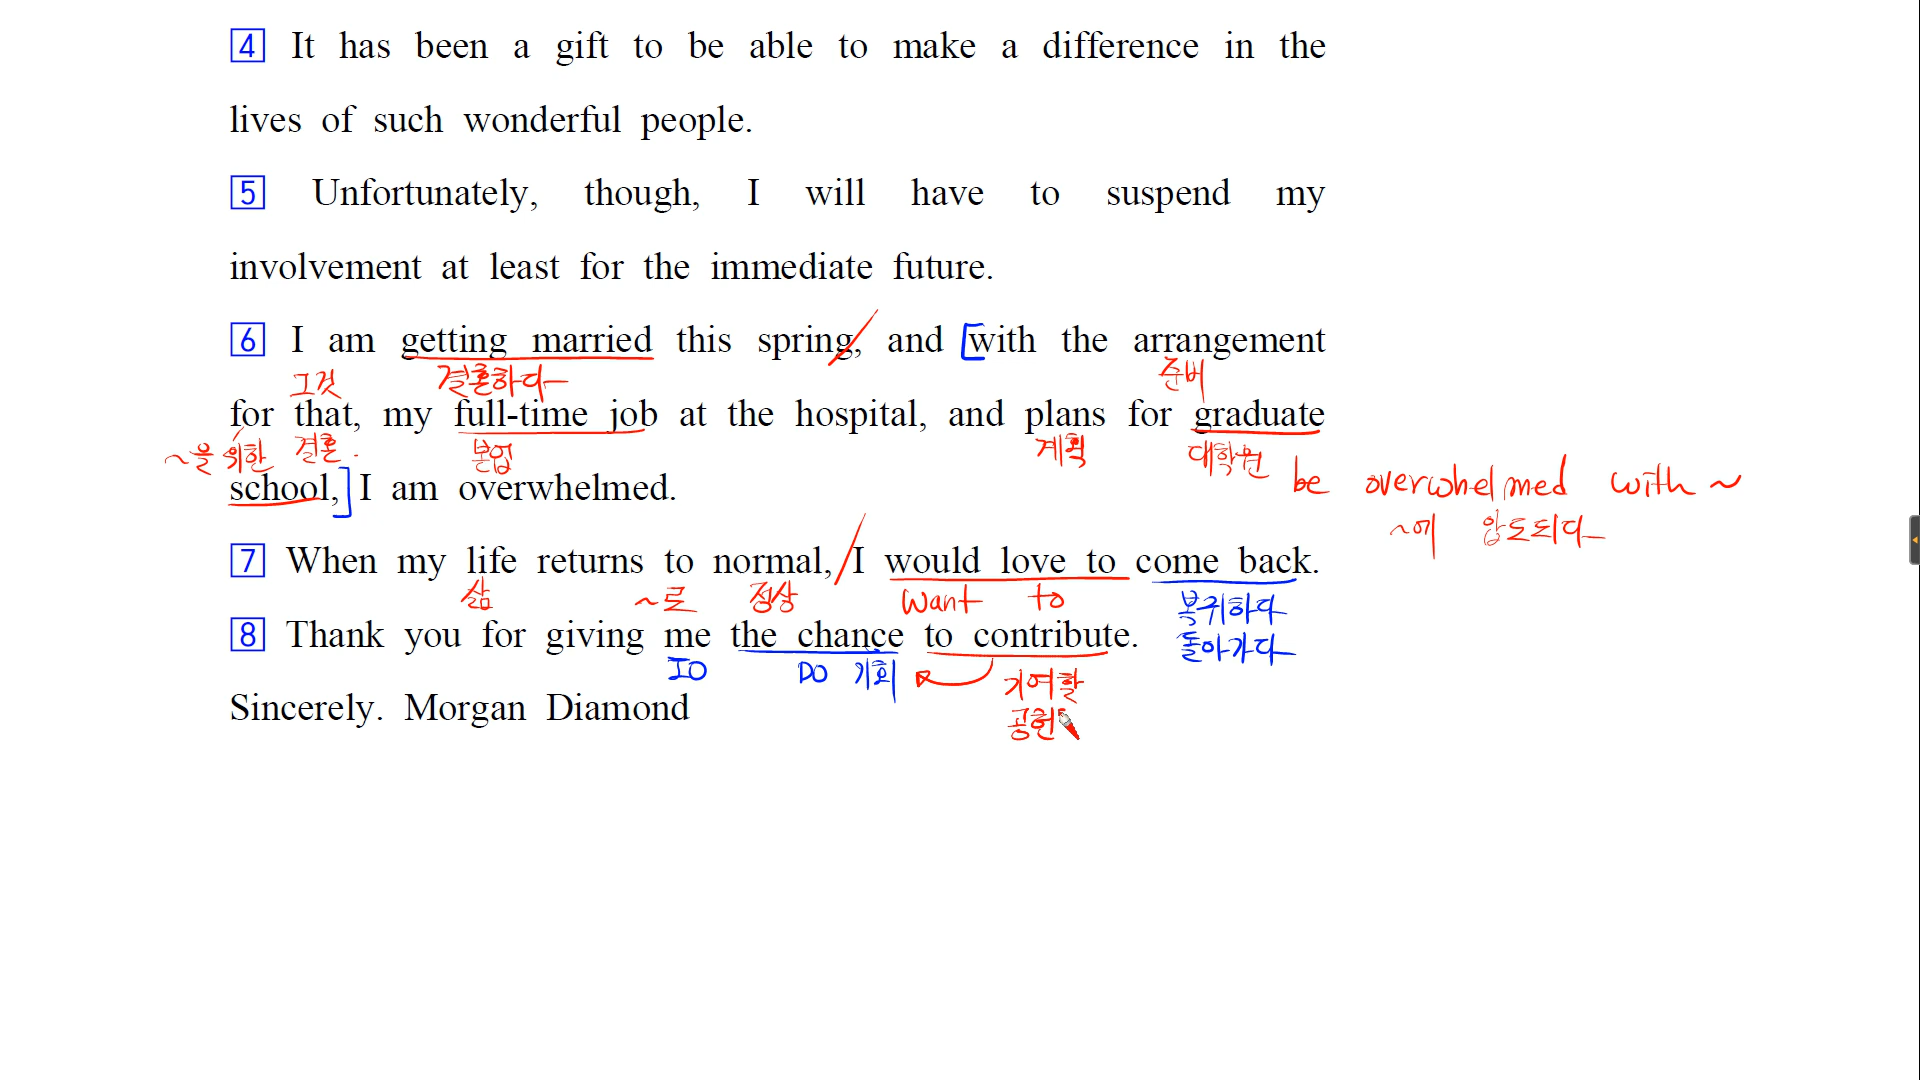 4 It has been a gift to be able to make a difference in the
lives of such wonderful people.
5 Unfortunately, though, I will have to suspend my
involvement at least for the immediate future.
6 I am getting married this spring, and [with the arrangement
그것 결혼하다 준비
for that, my full-time job at the hospital, and plans for graduate
~을 위한 결혼. 본업 계획 대학원
school,] I am overwhelmed. be overwhelmed with ~
~에 압도되다
7 When my life returns to normal, I would love to come back.
삶 ~로 정상 want to 복귀하다
8 Thank you for giving me the chance to contribute. 돌아가다
IO DO 기회 기여할
Sincerely. Morgan Diamond 공헌